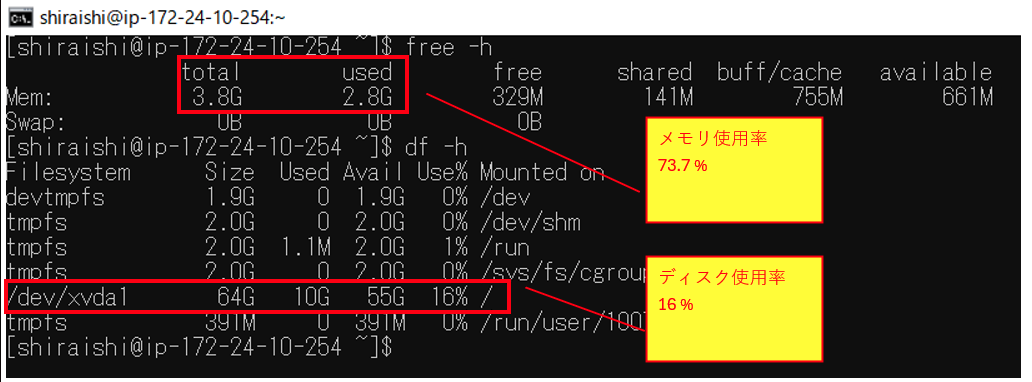 shiraishi@ip-172-24-10-254:~
[shiraishi@ip-172-24-10-254 ~]$ free -h
total used free shared buff/cache available
Mem: 3.8G 2.8G 329M 141M 755M 661M
Swap: 0B 0B 0B
メモリ使用率
73.7％
[shiraishi@ip-172-24-10-254 ~]$ df -h
Filesystem Size Used Avail Use% Mounted on
devtmpfs 1.9G 0 1.9G 0% /dev
tmpfs 2.0G 0 2.0G 0% /dev/shm
tmpfs 2.0G 1.1M 2.0G 1% /run
tmpfs 2.0G 0 2.0G 0% /sys/fs/cgroup
/dev/xvda1 64G 10G 55G 16% /
tmpfs 391M 0 391M 0% /run/user/100
ディスク使用率
16％
[shiraishi@ip-172-24-10-254 ~]$